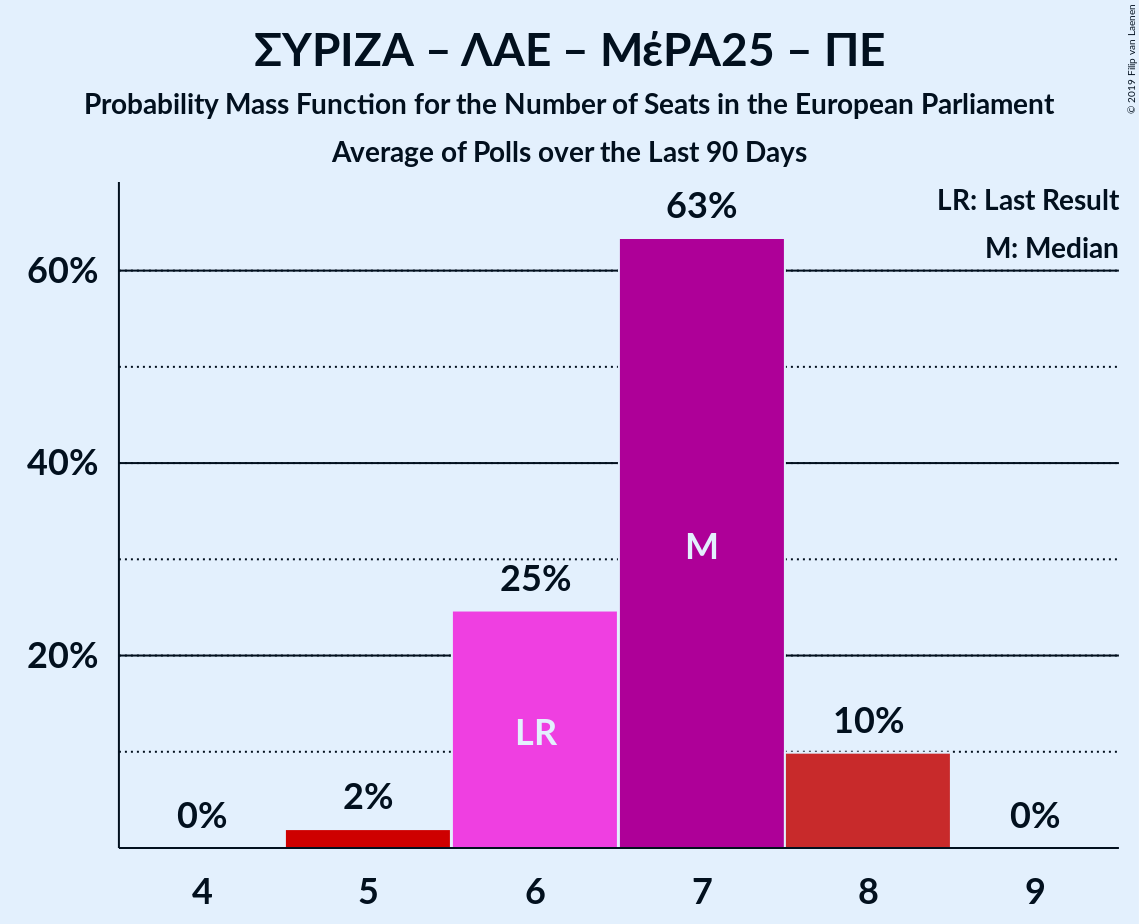 ΣΥΡΙΖΑ – ΛΑΕ – ΜέΡΑ25 – ΠΕ
Probability Mass Function for the Number of Seats in the European Parliament
Average of Polls over the Last 90 Days
© 2019 Filip van Laenen
LR: Last Result
M: Median
63%
60%
40%
M
25%
20%
LR
10%
2%
0%
0%
4 5 6 7 8 9